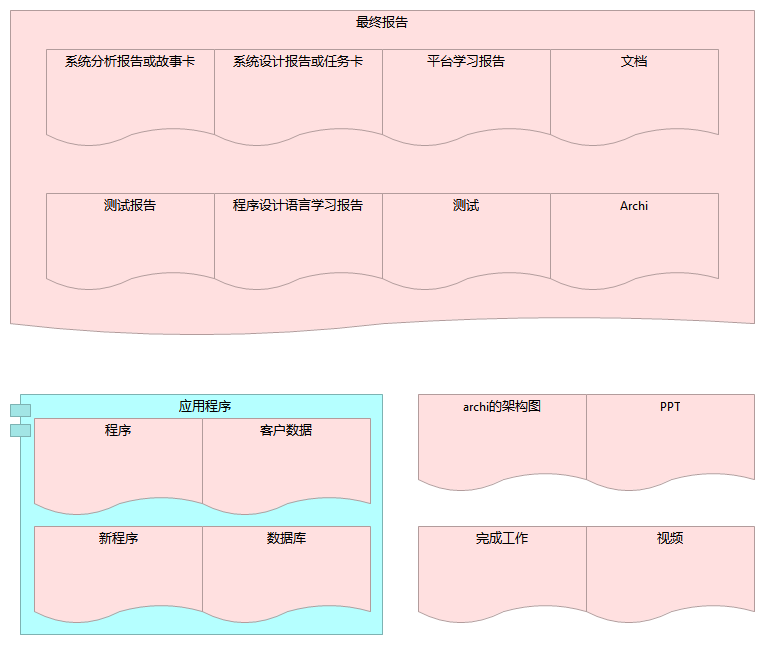 最终报告
系统分析报告或故事卡
系统设计报告或任务卡
平台学习报告
文档
测试报告
程序设计语言学习报告
测试
Archi
应用程序
程序
客户数据
新程序
数据库
archi的架构图
PPT
完成工作
视频